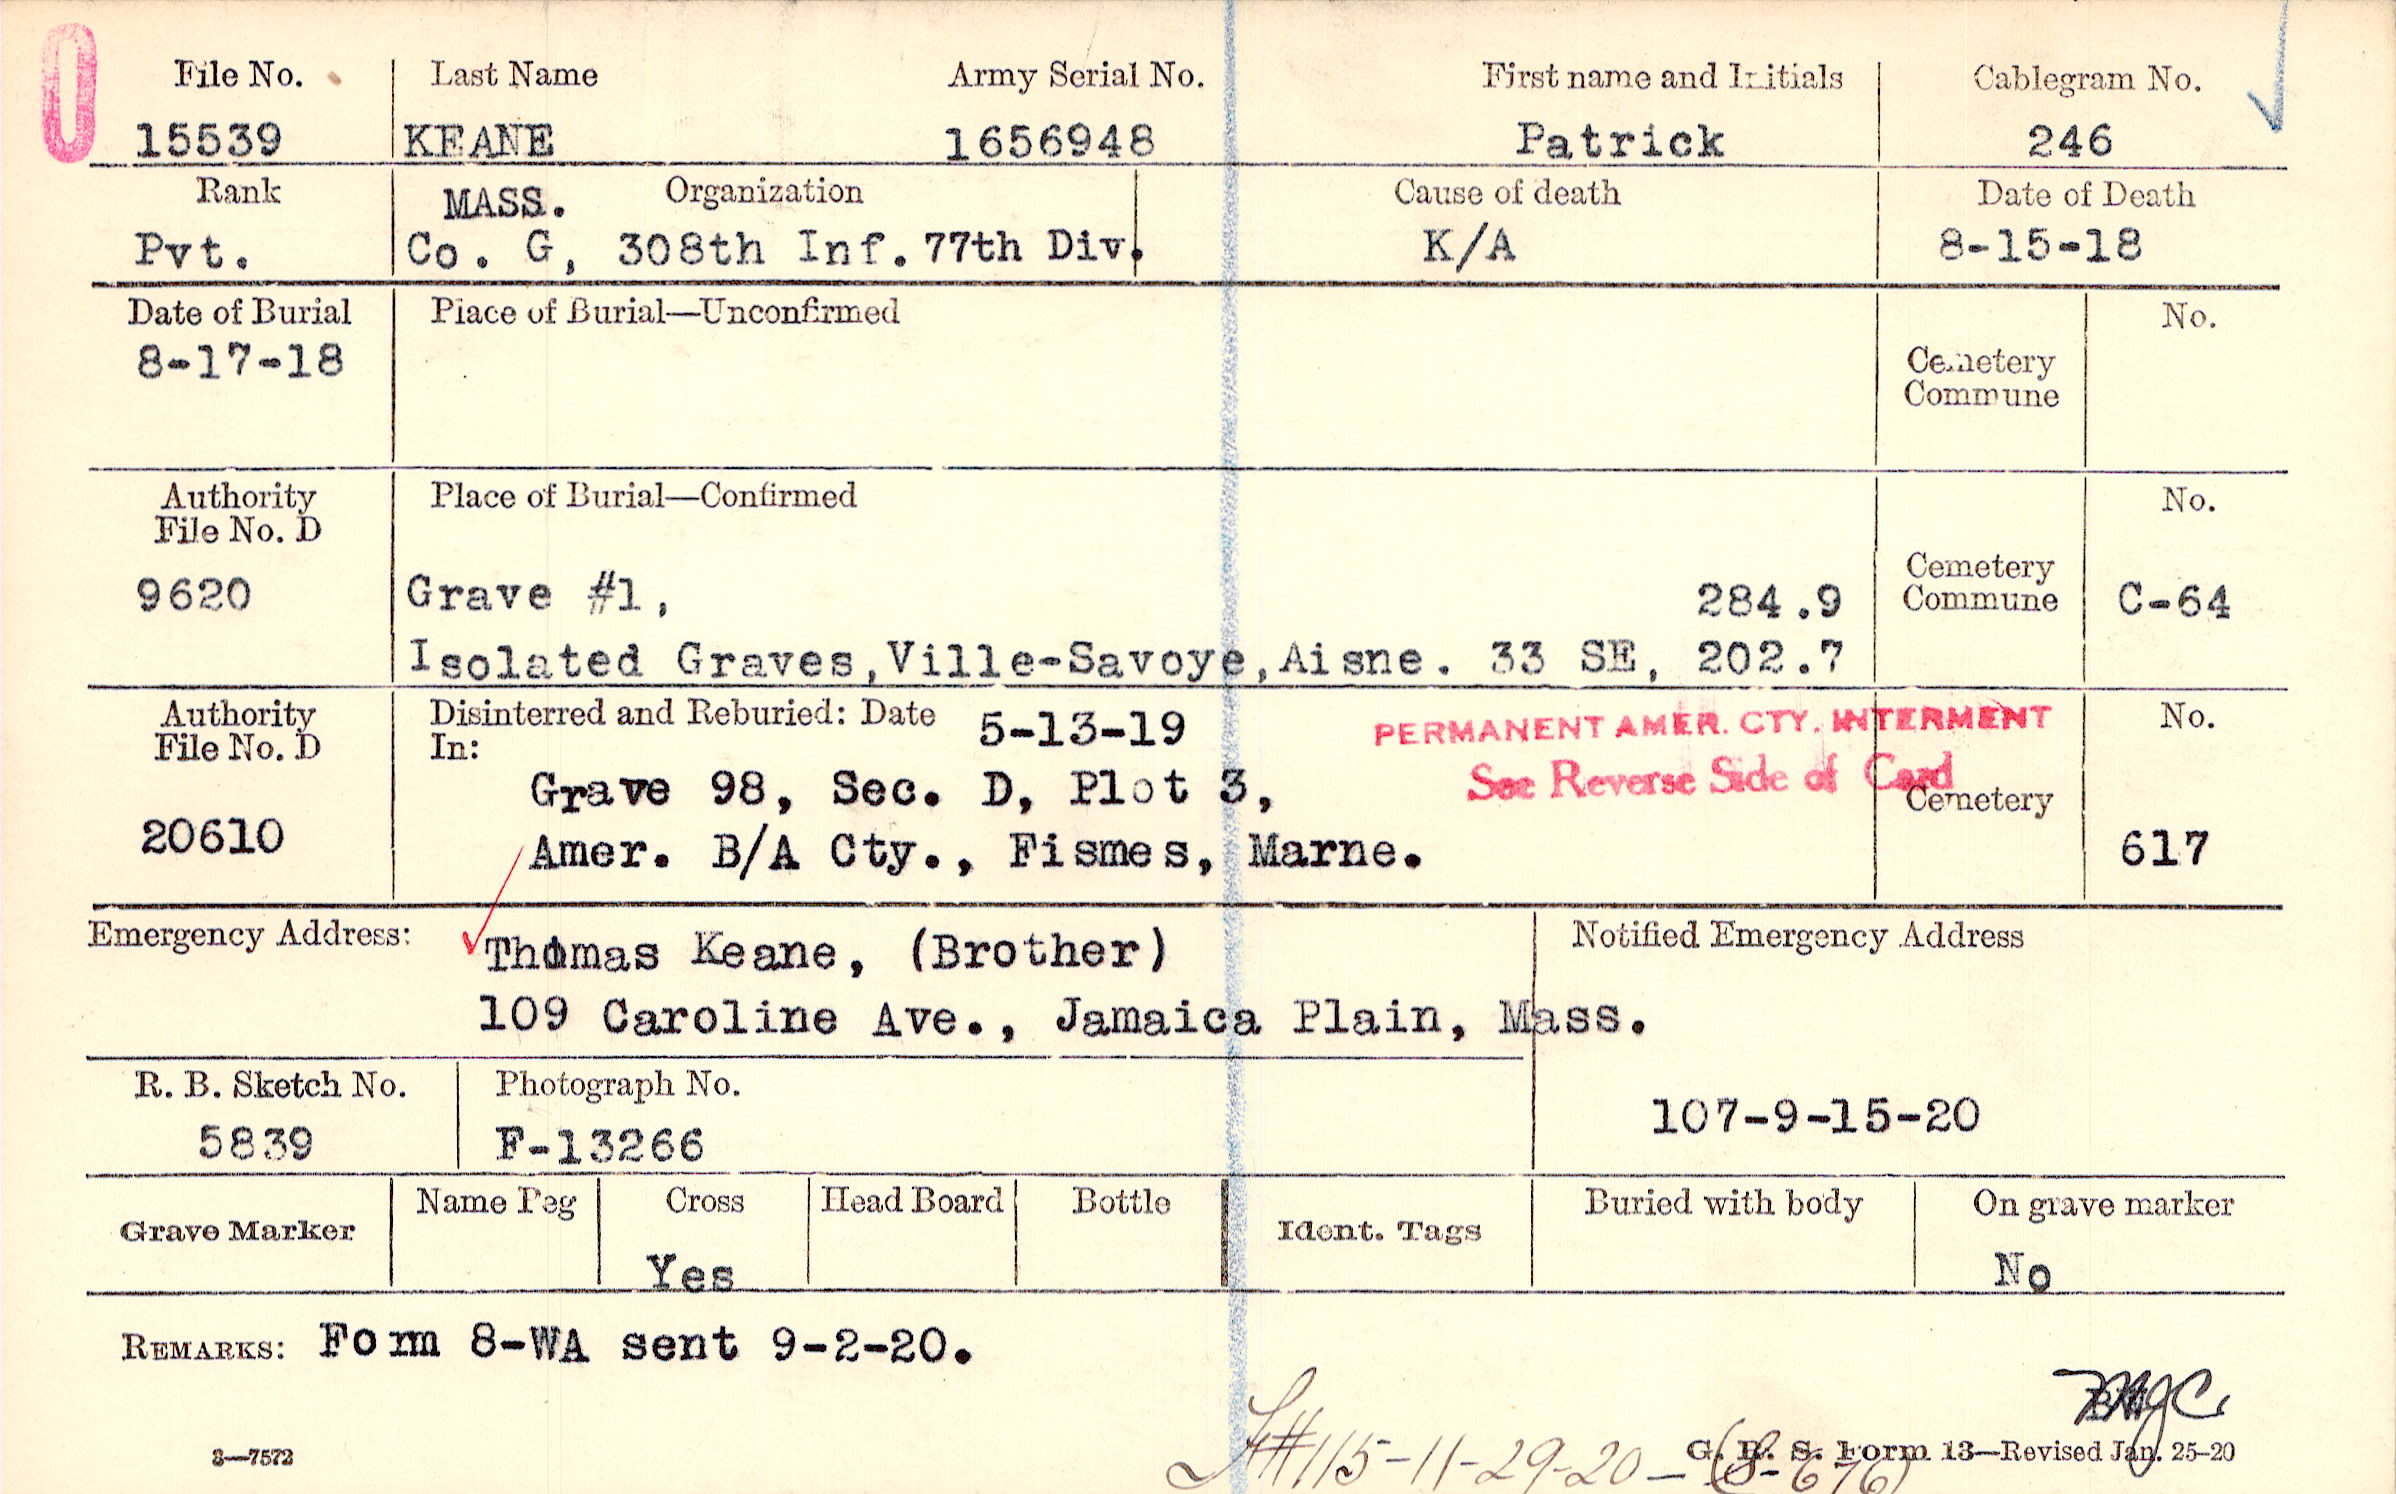 0
File No. Last Name Army Serial No. First name and Initials Cablegram No.
15539 KEANE 1656948 Patrick 246
Rank MASS. Organization Cause of death Date of Death
Pvt. Co. G, 308th Inf. 77th Div. K/A 8-15-18
Date of Burial Place of Burial—Unconfirmed No.
8-17-18
Cemetery
Commune
Authority Place of Burial—Confirmed No.
File No. D
Cemetery
9620 Grave #1, 284.9 Commune C-64
Isolated Graves,Ville-Savoye,Aisne. 33 SE, 202.7
Authority Disinterred and Reburied: Date 5-13-19 PERMANENT AMER. CTY. INTERMENT No.
File No. D In:
See Reverse Side of Card
Grave 98, Sec. D, Plot 3, Cemetery
20610 Amer. B/A Cty., Fismes, Marne. 617
Emergency Address: Thomas Keane, (Brother) Notified Emergency Address
109 Caroline Ave., Jamaica Plain, Mass.
R. B. Sketch No. Photograph No.
107-9-15-20
5839 F-13266
Grave Marker Name Peg Cross Head Board Bottle Ident. Tags Buried with body On grave marker
Yes No
REMARKS: Form 8-WA sent 9-2-20.
3—7572 G. R. S. Form 13—Revised Jan. 25-20
#115-11-29-20-(S-676)